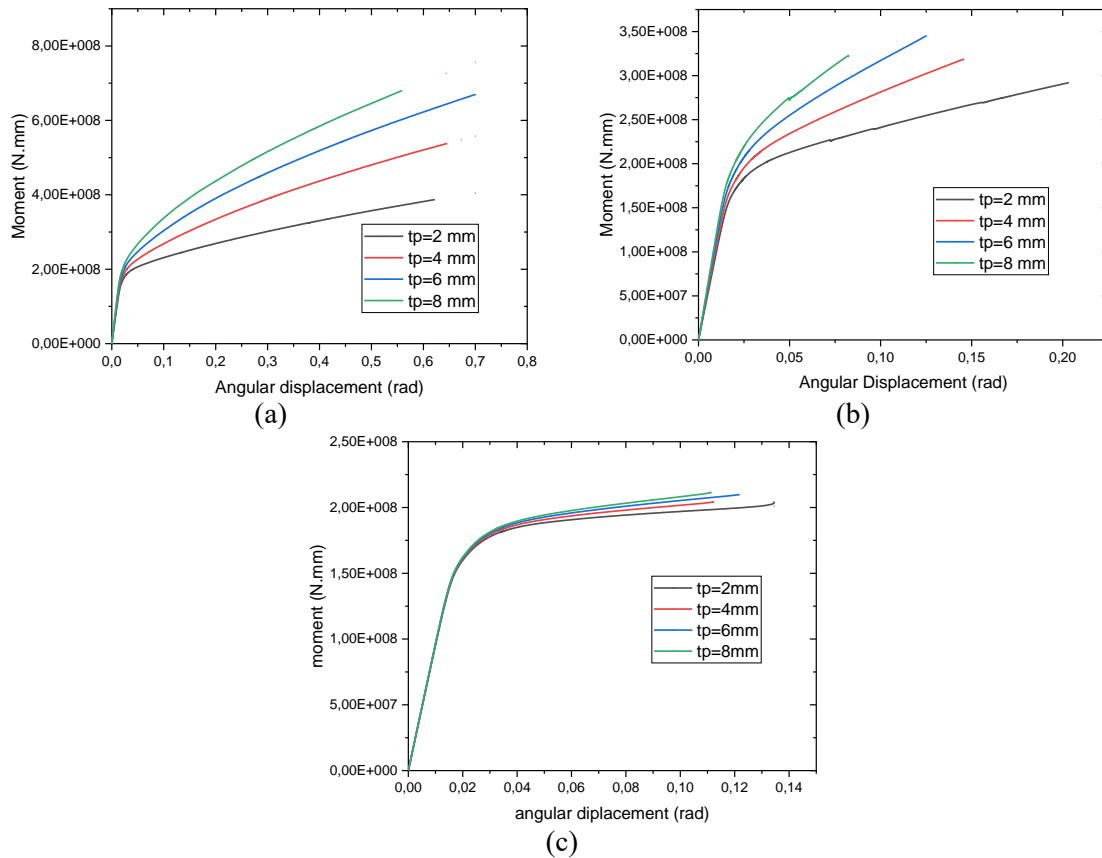 Moment (N.mm)
8,00E+008
6,00E+008
4,00E+008
2,00E+008
0,00E+000
0,0 0,1 0,2 0,3 0,4 0,5 0,6 0,7 0,8
Angular displacement (rad)
tp=2 mm
tp=4 mm
tp=6 mm
tp=8 mm
(a)
Moment (N.mm)
3,50E+008
3,00E+008
2,50E+008
2,00E+008
1,50E+008
1,00E+008
5,00E+007
0,00E+000
0,00 0,05 0,10 0,15 0,20
Angular Displacement (rad)
tp=2 mm
tp=4 mm
tp=6 mm
tp=8 mm
(b)
moment (N.mm)
2,50E+008
2,00E+008
1,50E+008
1,00E+008
5,00E+007
0,00E+000
0,00 0,02 0,04 0,06 0,08 0,10 0,12 0,14
angular diplacement (rad)
tp=2mm
tp=4mm
tp=6mm
tp=8mm
(c)